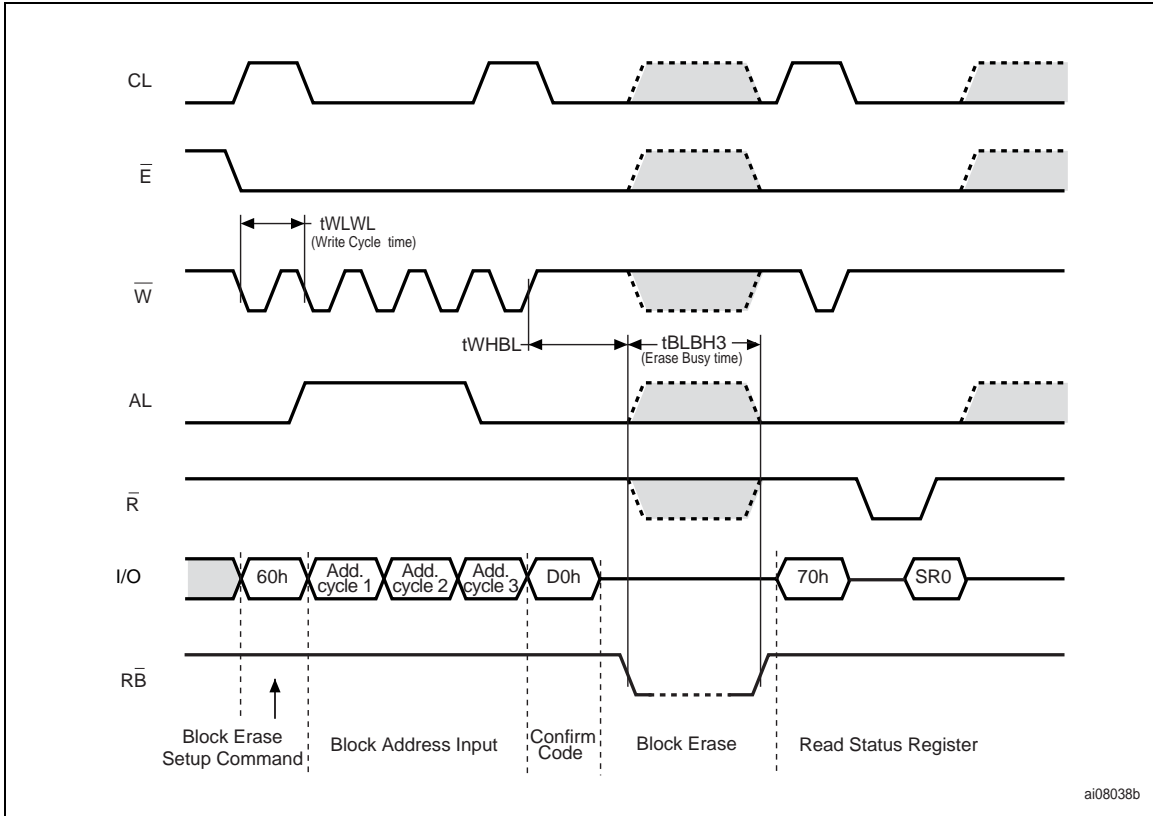 CL
E̅
tWLWL
(Write Cycle time)
W̅
tWHBL
tBLBH3
(Erase Busy time)
AL
R̅
I/O
60h
Add. cycle 1
Add. cycle 2
Add. cycle 3
D0h
70h
SR0
RB̅
Block Erase
Setup Command
Block Address Input
Confirm
Code
Block Erase
Read Status Register
ai08038b